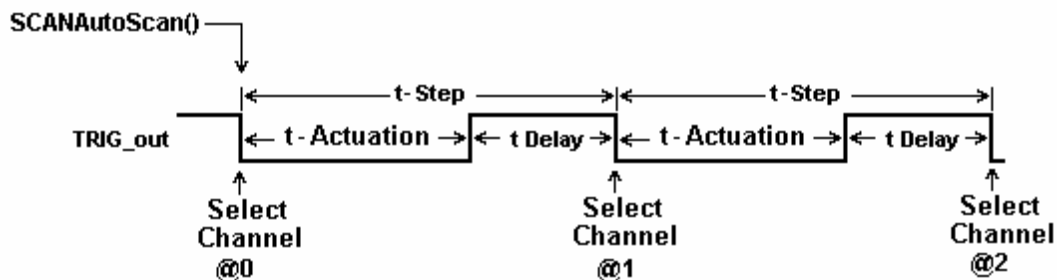 SCANAutoScan()
t-Step
t-Step
TRIG_out
t-Actuation
t Delay
t-Actuation
t Delay
Select
Channel
@0
Select
Channel
@1
Select
Channel
@2